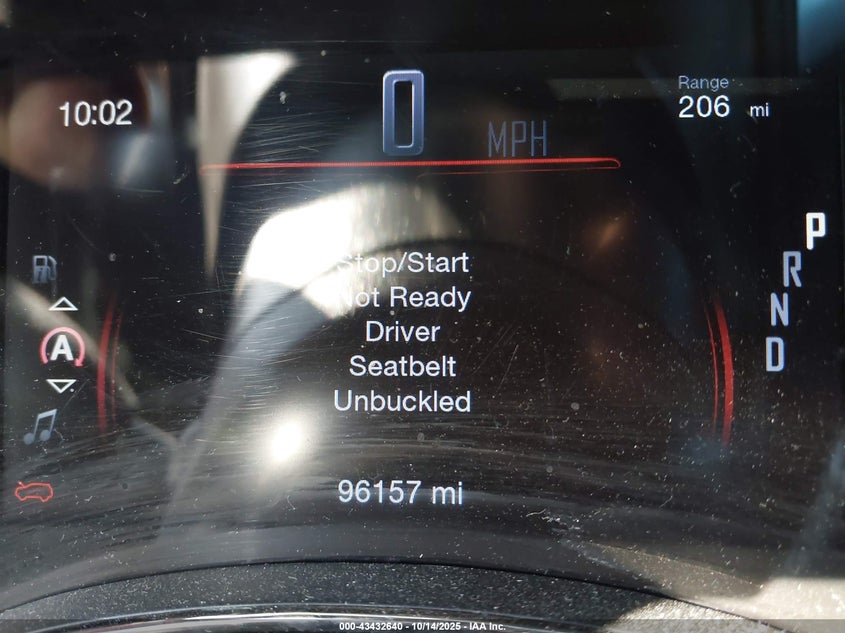 10:02
0
MPH
Range
206 mi
P
R
N
D
A
Stop/Start
Not Ready
Driver
Seatbelt
Unbuckled
96157 mi
000-43432640 - 10/14/2025 - IAA Inc.